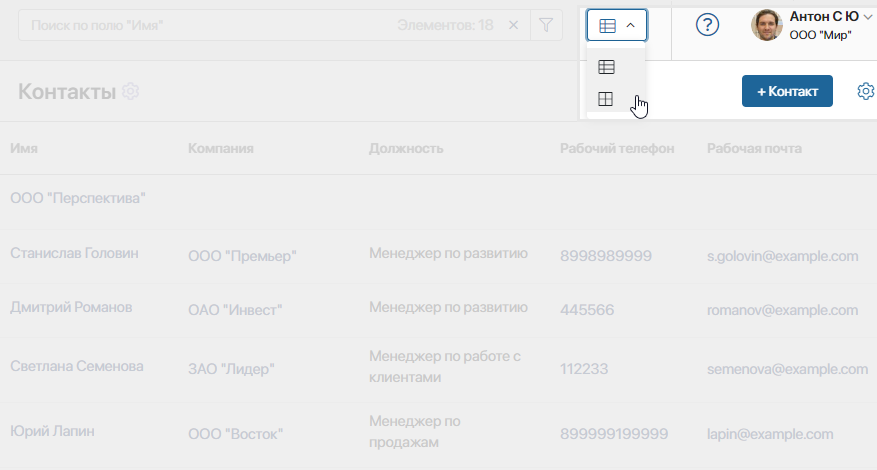 Поиск по полю "Имя" Элементов: 18 ✕
?
Антон С Ю
ООО "Мир"
Контакты
+ Контакт
Имя Компания Должность Рабочий телефон Рабочая почта
ООО "Перспектива"
Станислав Головин ООО "Премьер" Менеджер по развитию 8998989999 s.golovin@example.com
Дмитрий Романов ОАО "Инвест" Менеджер по развитию 445566 romanov@example.com
Светлана Семенова ЗАО "Лидер" Менеджер по работе с
клиентами 112233 semenova@example.com
Юрий Лапин ООО "Восток" Менеджер по
продажам 899999199999 lapin@example.com